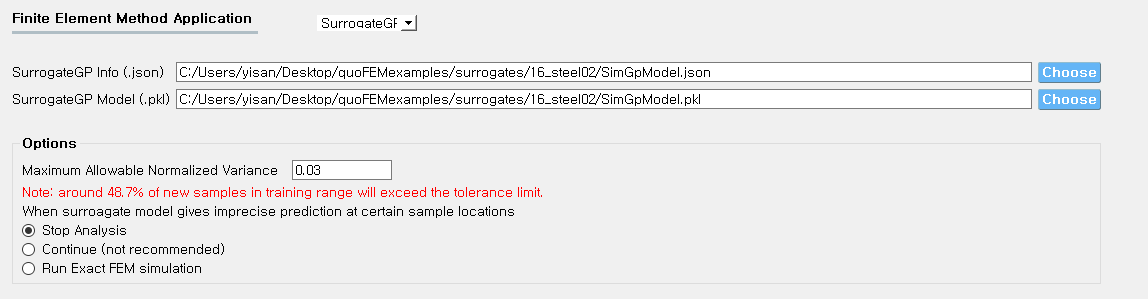 Finite Element Method Application
SurrogateGP
SurrogateGP Info (.json) C:/Users/yisan/Desktop/quoFEMexamples/surrogates/16_steel02/SimGpModel.json Choose
SurrogateGP Model (.pkl) C:/Users/yisan/Desktop/quoFEMexamples/surrogates/16_steel02/SimGpModel.pkl Choose
Options
Maximum Allowable Normalized Variance 0.03
Note: around 48.7% of new samples in training range will exceed the tolerance limit.
When surroagate model gives imprecise prediction at certain sample locations
Stop Analysis
Continue (not recommended)
Run Exact FEM simulation